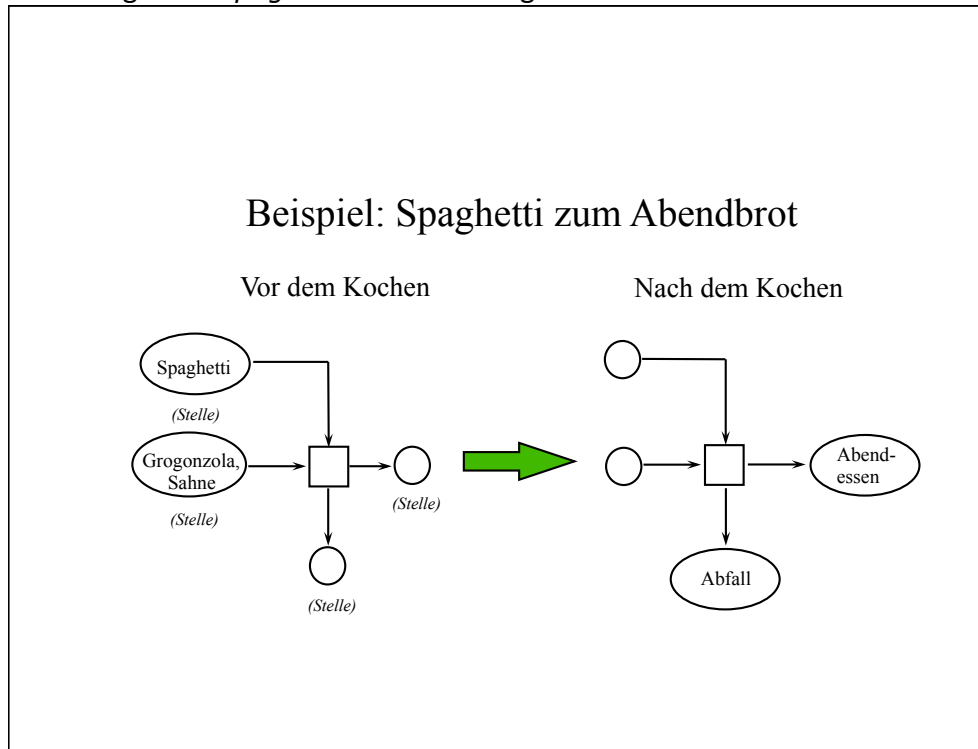 Beispiel: Spaghetti zum Abendbrot
Vor dem Kochen
Nach dem Kochen
Spaghetti
(Stelle)
Grogonzola,
Sahne
(Stelle)
(Stelle)
(Stelle)
Abend-
essen
Abfall